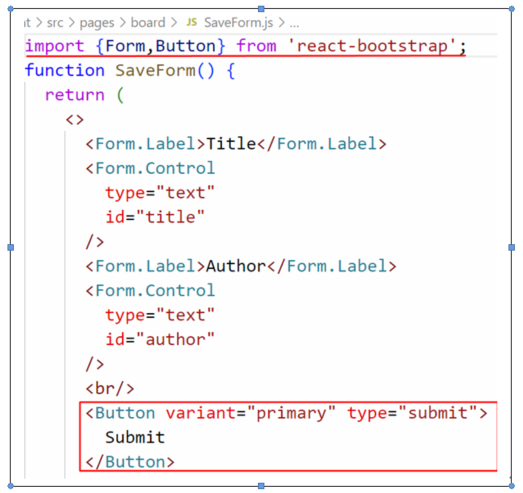 nt > src > pages > board > JS SaveForm.js > ...
import {Form,Button} from 'react-bootstrap';
function SaveForm() {
  return (
    <>
      <Form.Label>Title</Form.Label>
      <Form.Control
        type="text"
        id="title"
      />
      <Form.Label>Author</Form.Label>
      <Form.Control
        type="text"
        id="author"
      />
      <br/>
      <Button variant="primary" type="submit">
        Submit
      </Button>